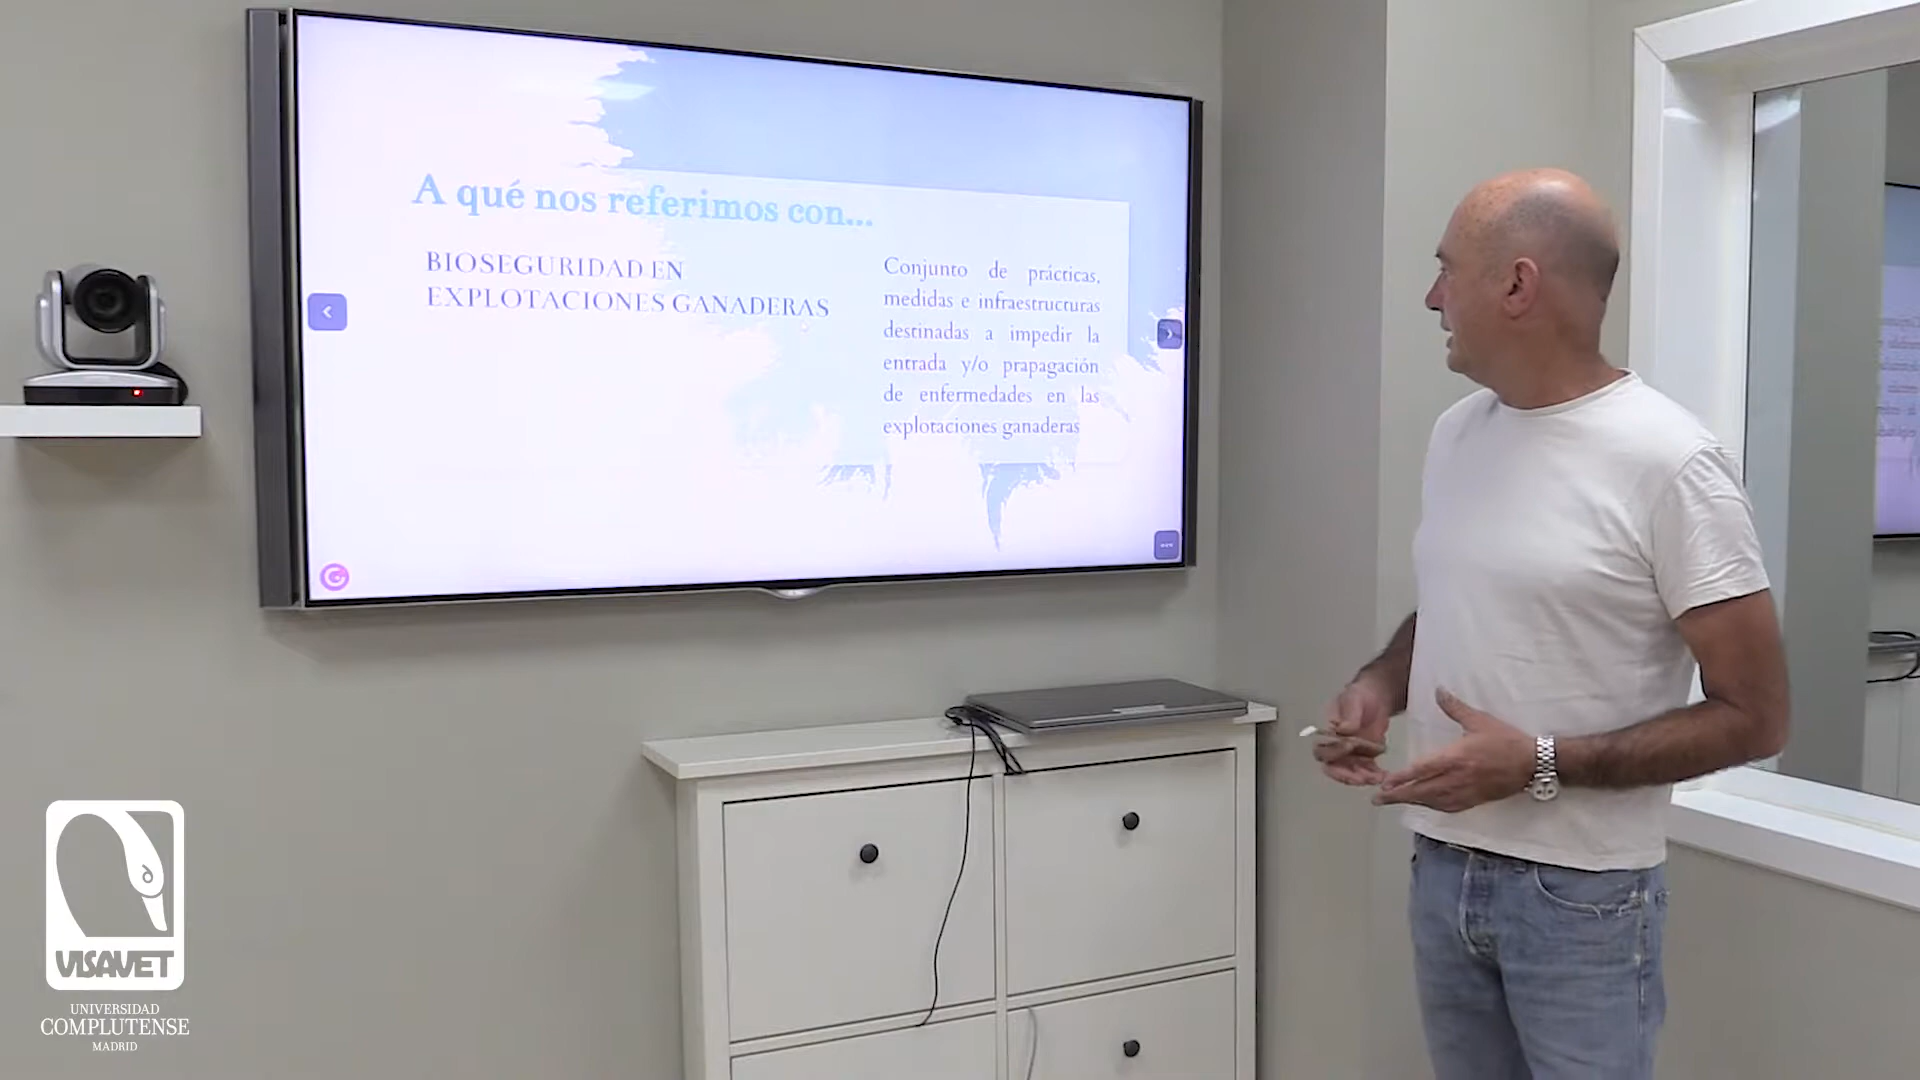 A qué nos referimos con...
BIOSEGURIDAD EN
EXPLOTACIONES GANADERAS
Conjunto de prácticas,
medidas e infraestructuras
destinadas a impedir la
entrada y/o prapagación
de enfermedades en las
explotaciones ganaderas
VISAVET
UNIVERSIDAD
COMPLUTENSE
MADRID